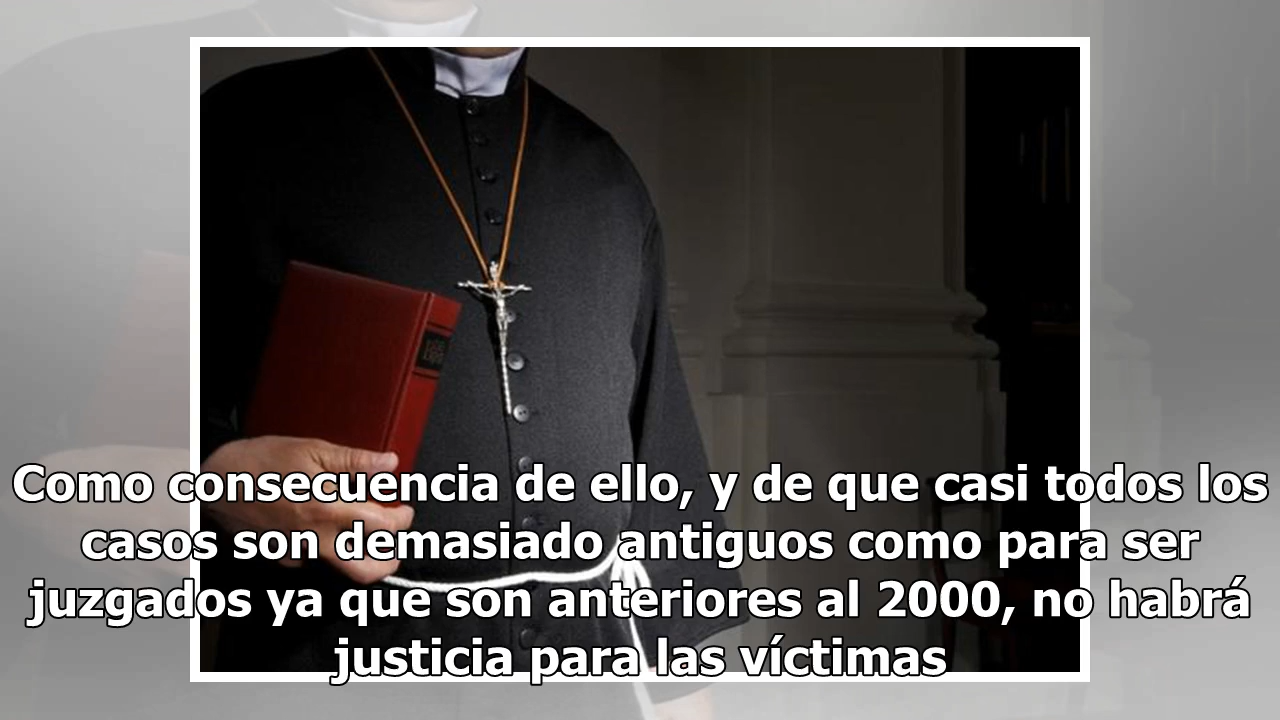 Como consecuencia de ello, y de que casi todos los
casos son demasiado antiguos como para ser
juzgados ya que son anteriores al 2000, no habrá
justicia para las víctimas